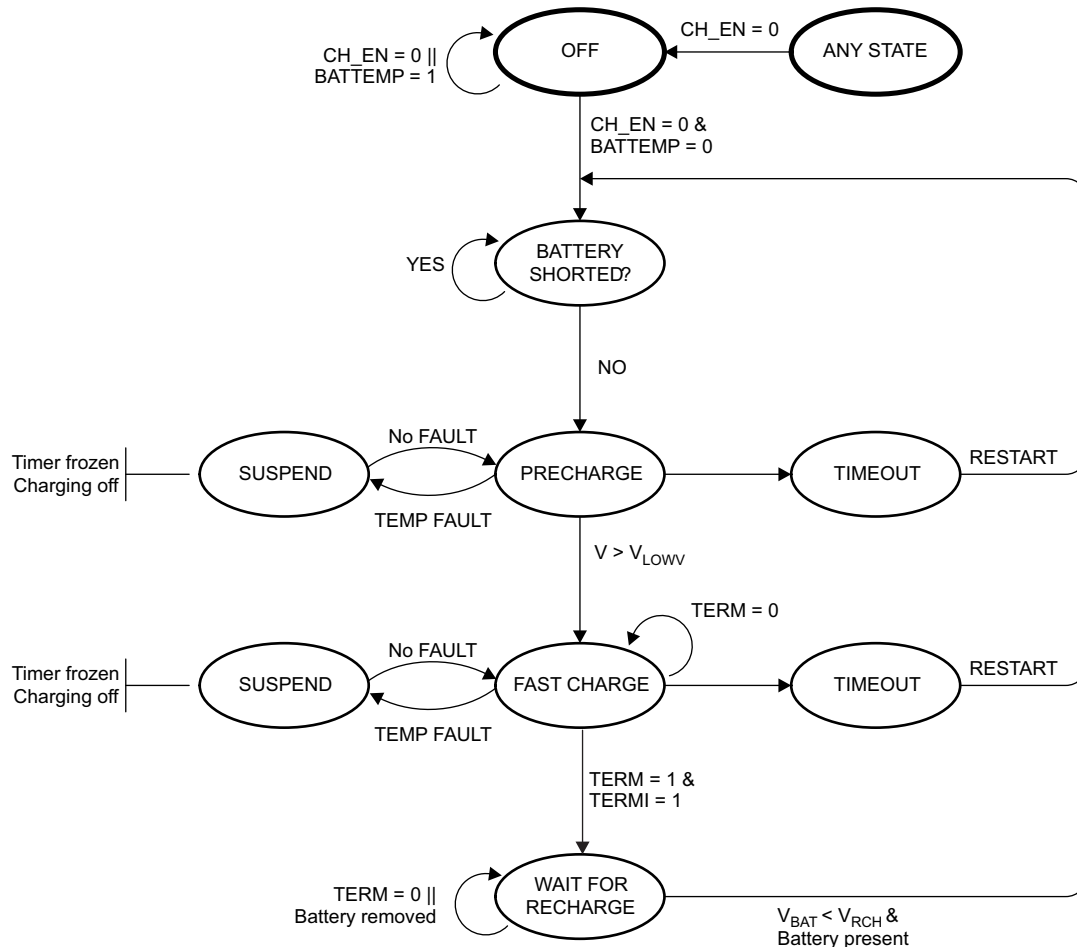 CH_EN = 0 ||
BATTEMP = 1
OFF
CH_EN = 0
ANY STATE
CH_EN = 0 &
BATTEMP = 0
YES
BATTERY
SHORTED?
NO
Timer frozen
Charging off
SUSPEND
No FAULT
TEMP FAULT
PRECHARGE
TIMEOUT
RESTART
V > VLOWV
TERM = 0
Timer frozen
Charging off
SUSPEND
No FAULT
TEMP FAULT
FAST CHARGE
TIMEOUT
RESTART
TERM = 1 &
TERMI = 1
TERM = 0 ||
Battery removed
WAIT FOR
RECHARGE
VBAT < VRCH &
Battery present